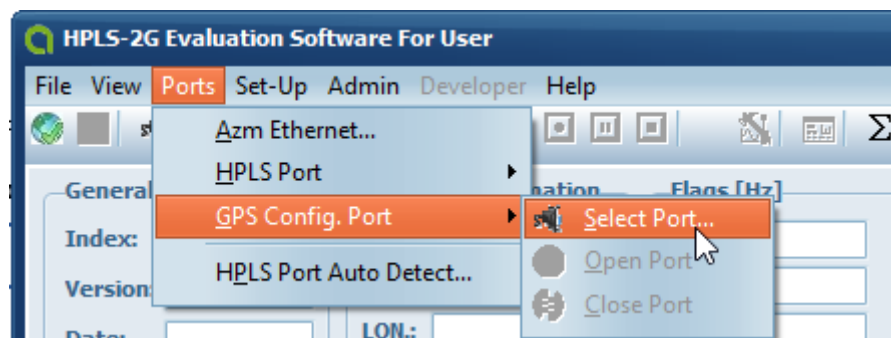 HPLS-2G Evaluation Software For User
File View Ports Set-Up Admin Developer Help
Azm Ethernet...
HPLS Port
GPS Config. Port
HPLS Port Auto Detect...
Select Port...
Open Port
Close Port
General
Flags [Hz]
Index:
Version:
Date:
LON.: